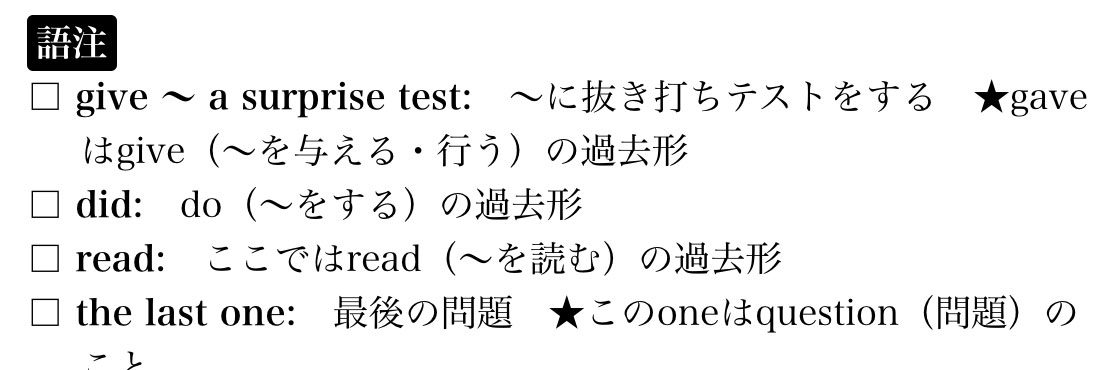 語注
□ give ～ a surprise test:　～に抜き打ちテストをする　★gave
はgive（～を与える・行う）の過去形
□ did:　do（～をする）の過去形
□ read:　ここではread（～を読む）の過去形
□ the last one:　最後の問題　★このoneはquestion（問題）の
こと